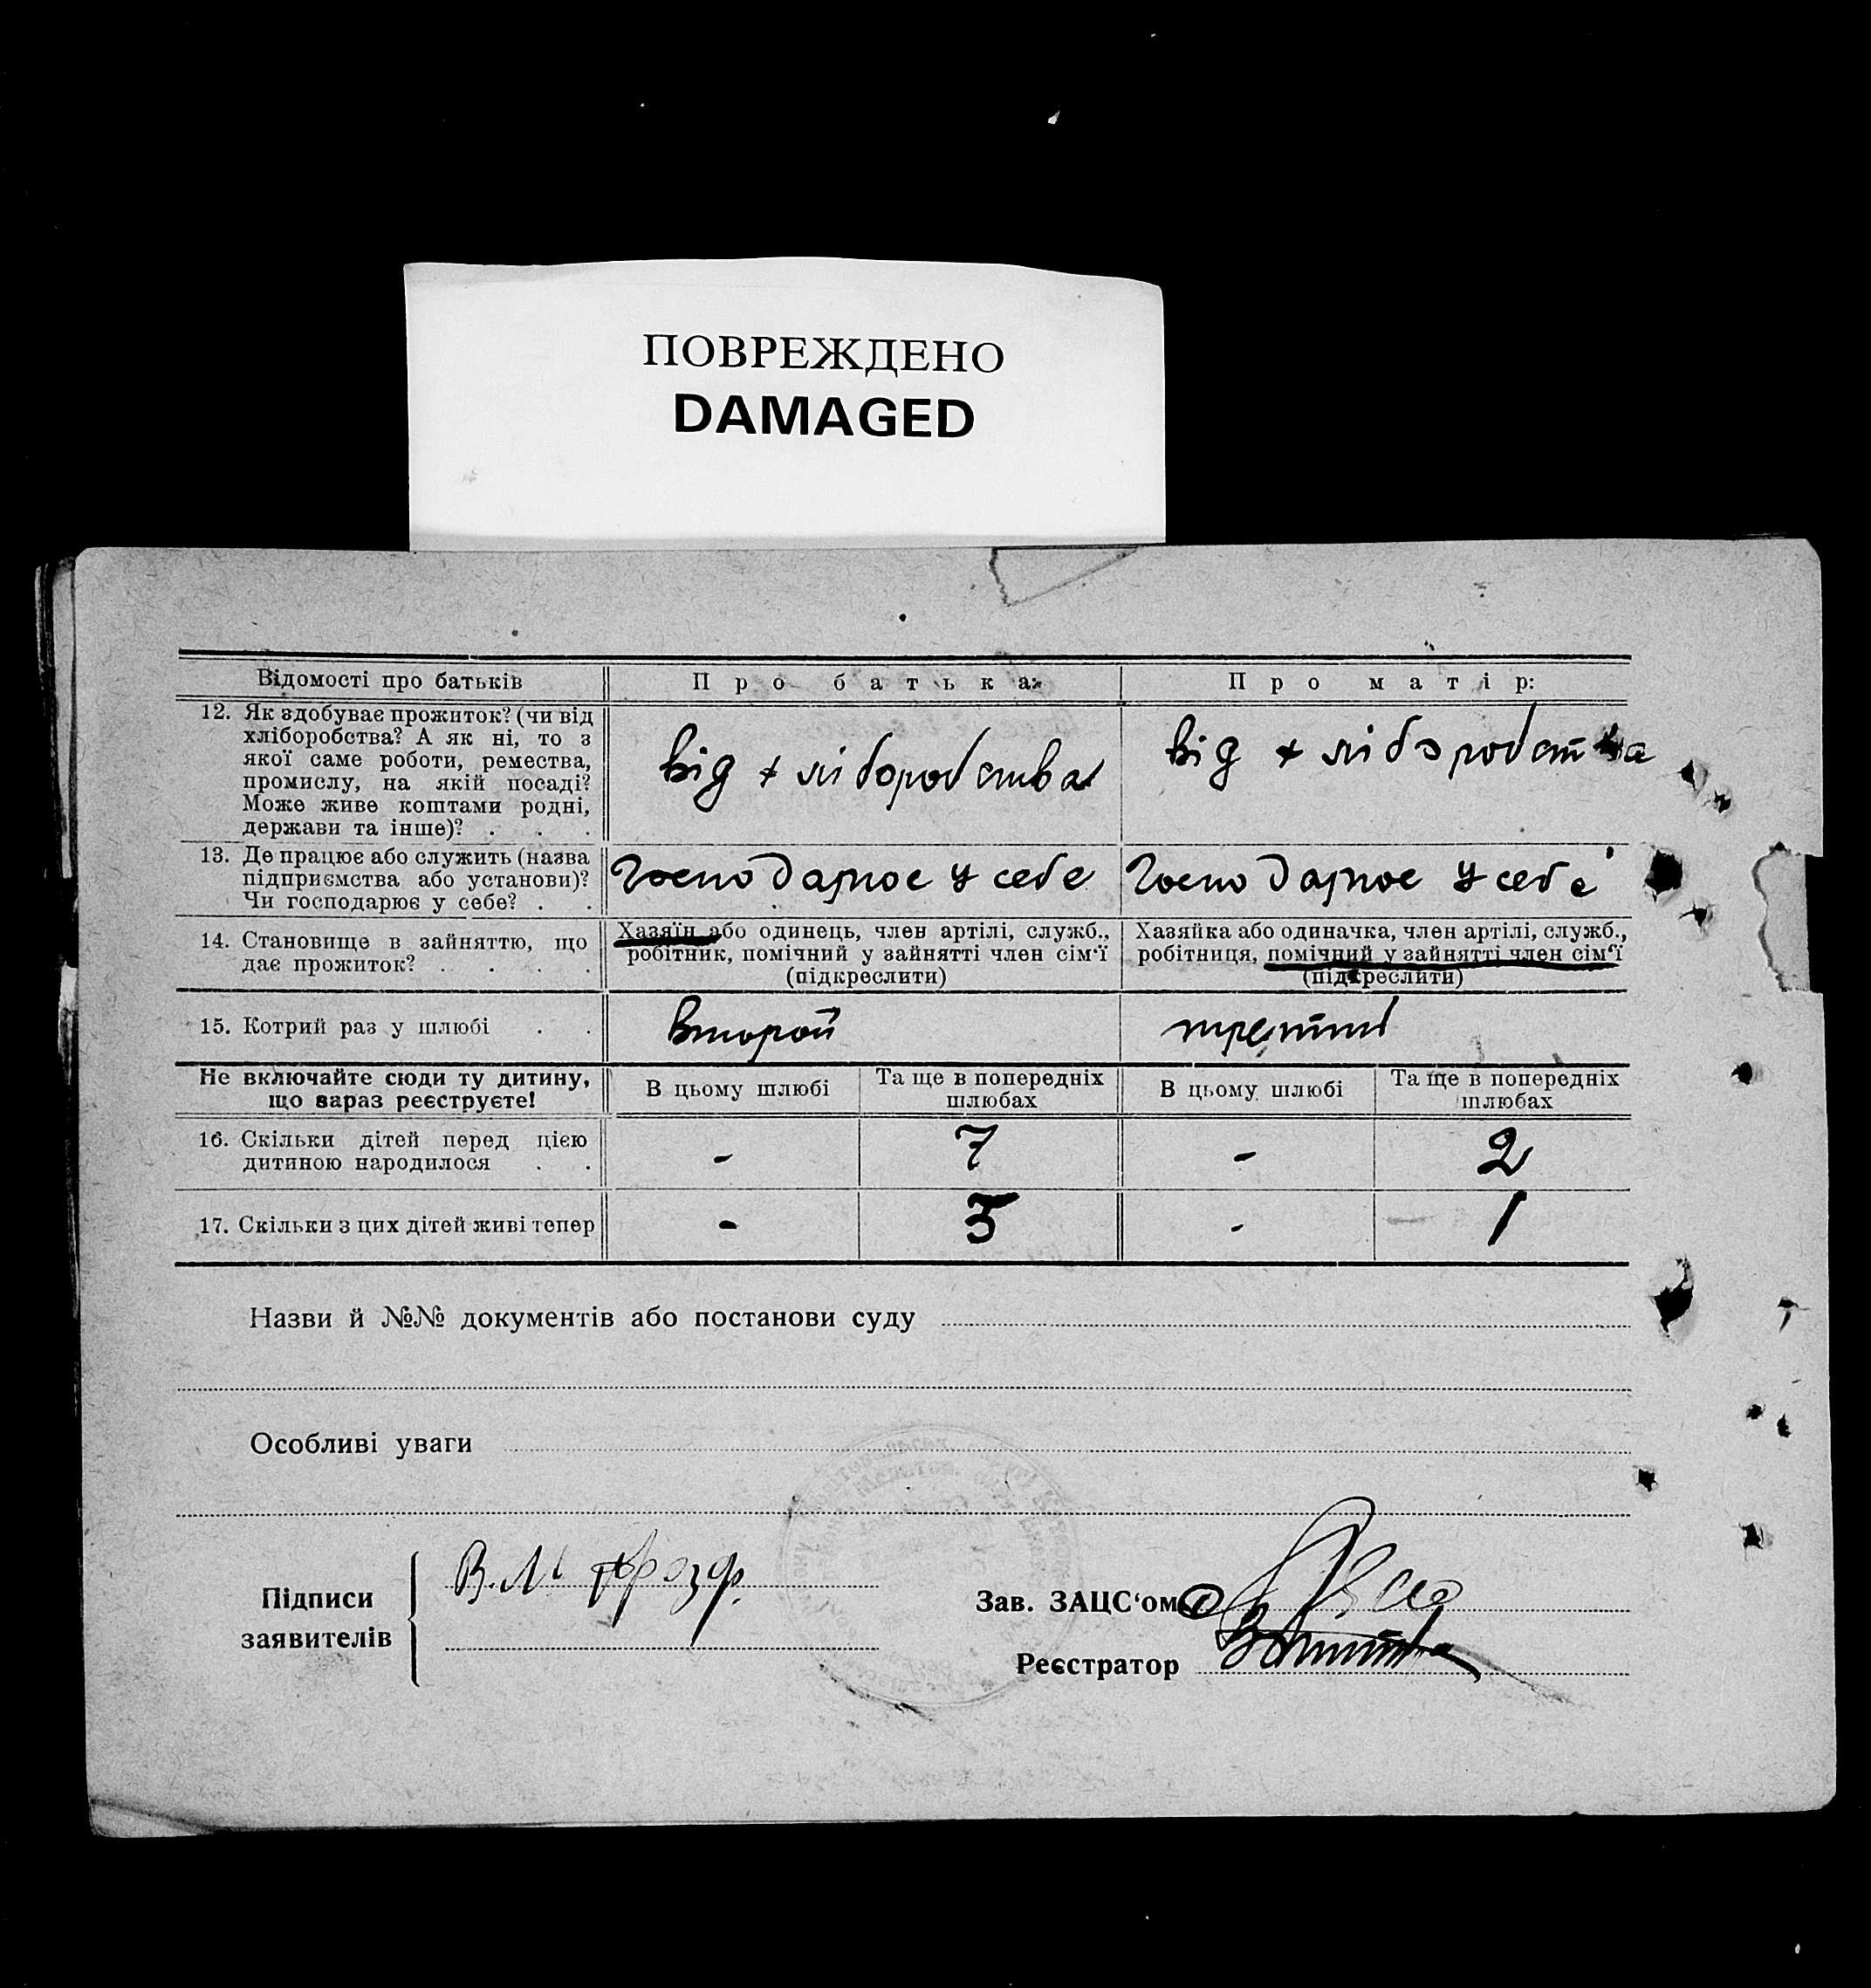 ПОВРЕЖДЕНО
DAMAGED
Відомості про батьків
Про батька:
Про матір:
12. Як здобуває прожиток? (чи від
хліборобства? А як ні, то з
якої саме роботи, ремества,
промислу, на якій посаді?
Може живе коштами родні,
держави та інше)? . . .
від хліборобства
від хліборобства
13. Де працює або служить (назва
підприємства або установи)?
Чи господарює у себе? . .
Господарює у себе
Господарює у себе
14. Становище в зайняттю, що
дає прожиток? . . . .
Хазяїн або одинець, член артілі, служб.,
робітник, помічний у зайнятті член сім'ї
(підкреслити)
Хазяйка або одиначка, член артілі, служб.,
робітниця, помічний у зайнятті член сім'ї
(підкреслити)
15. Котрий раз у шлюбі . .
Второй
третий
Не включайте сюди ту дитину,
що зараз реєструєте!
В цьому шлюбі
Та ще в попередніх
шлюбах
В цьому шлюбі
Та ще в попередніх
шлюбах
16. Скільки дітей перед цією
дитиною народилося . .
- 7 - 2
17. Скільки з цих дітей живі тепер
- 5 - 1
Назви й №№ документів або постанови суду
Особливі уваги
Підписи
заявителів
В. М.
Зав. ЗАЦС'ом
Реєстратор